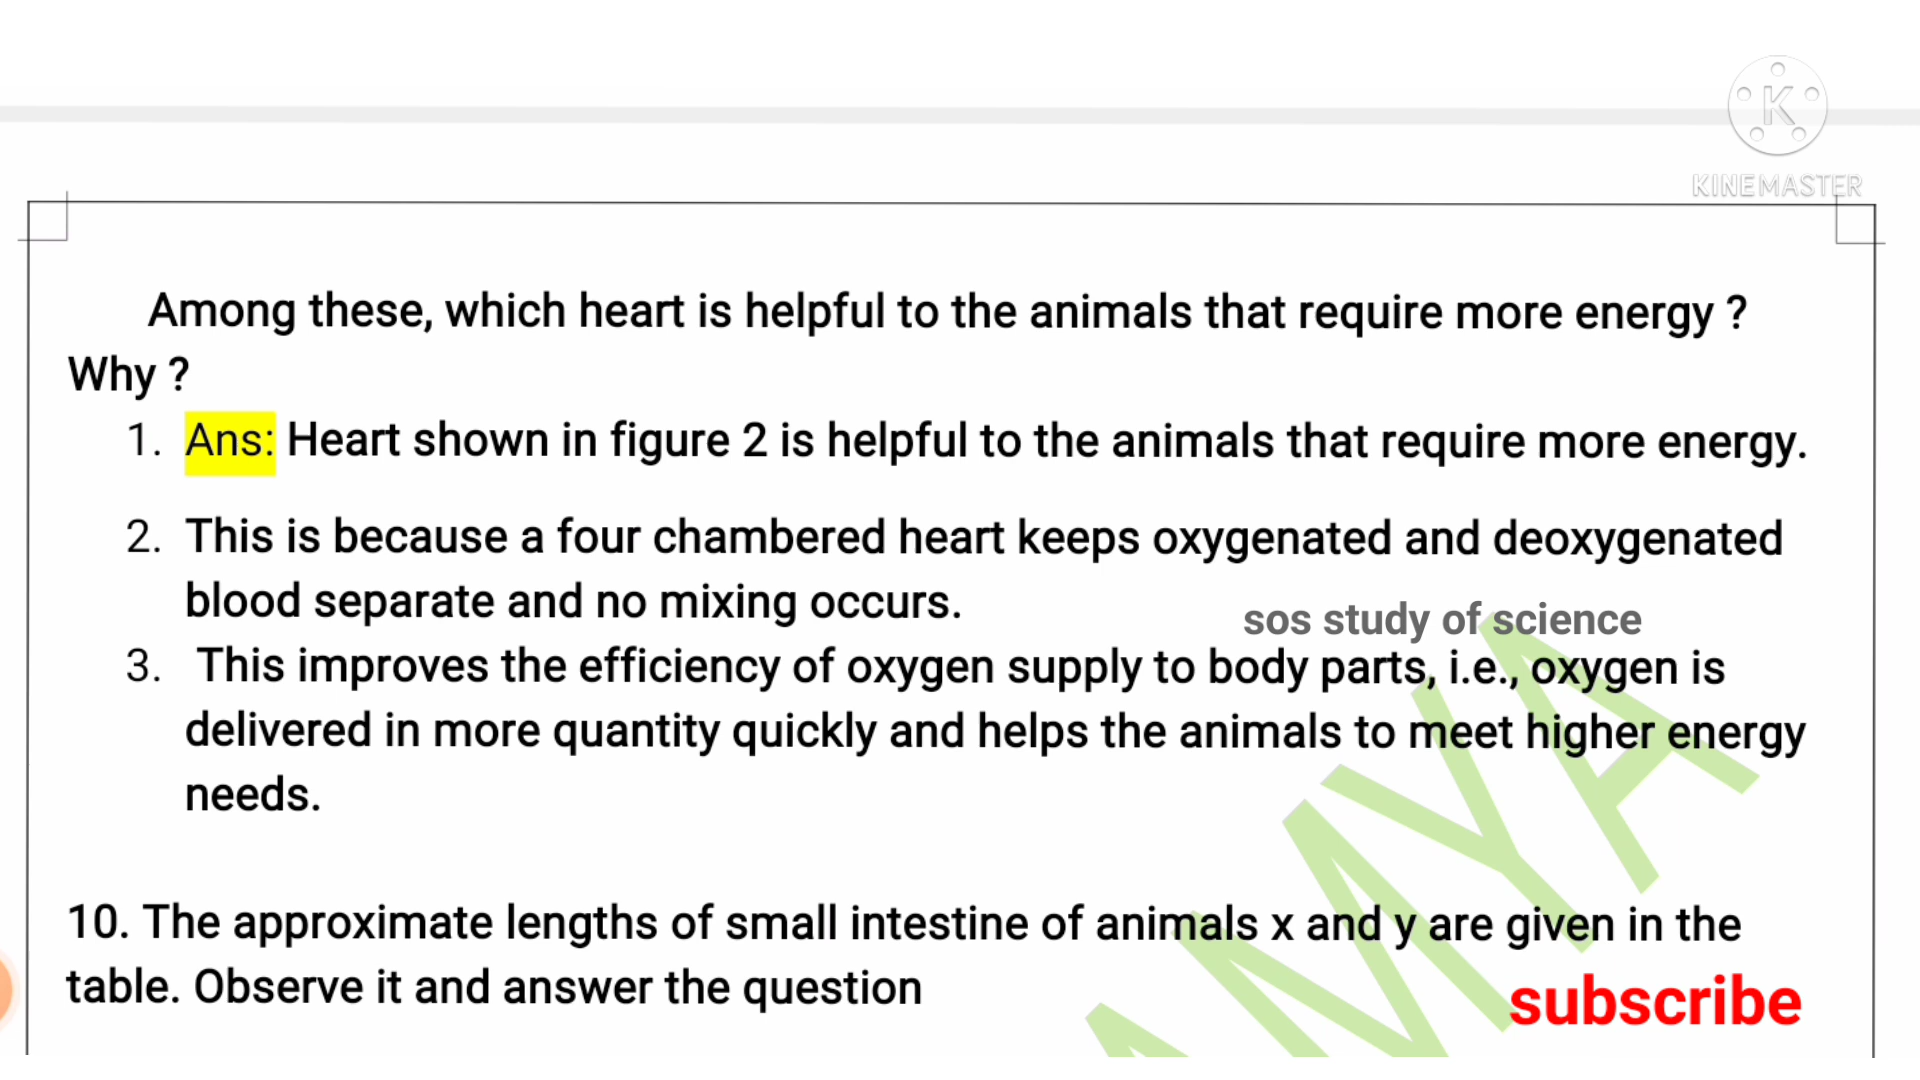 KINEMASTER
Among these, which heart is helpful to the animals that require more energy ?
Why ?
1. Ans: Heart shown in figure 2 is helpful to the animals that require more energy.
2. This is because a four chambered heart keeps oxygenated and deoxygenated
blood separate and no mixing occurs.
sos study of science
3. This improves the efficiency of oxygen supply to body parts, i.e., oxygen is
delivered in more quantity quickly and helps the animals to meet higher energy
needs.
10. The approximate lengths of small intestine of animals x and y are given in the
table. Observe it and answer the question
subscribe